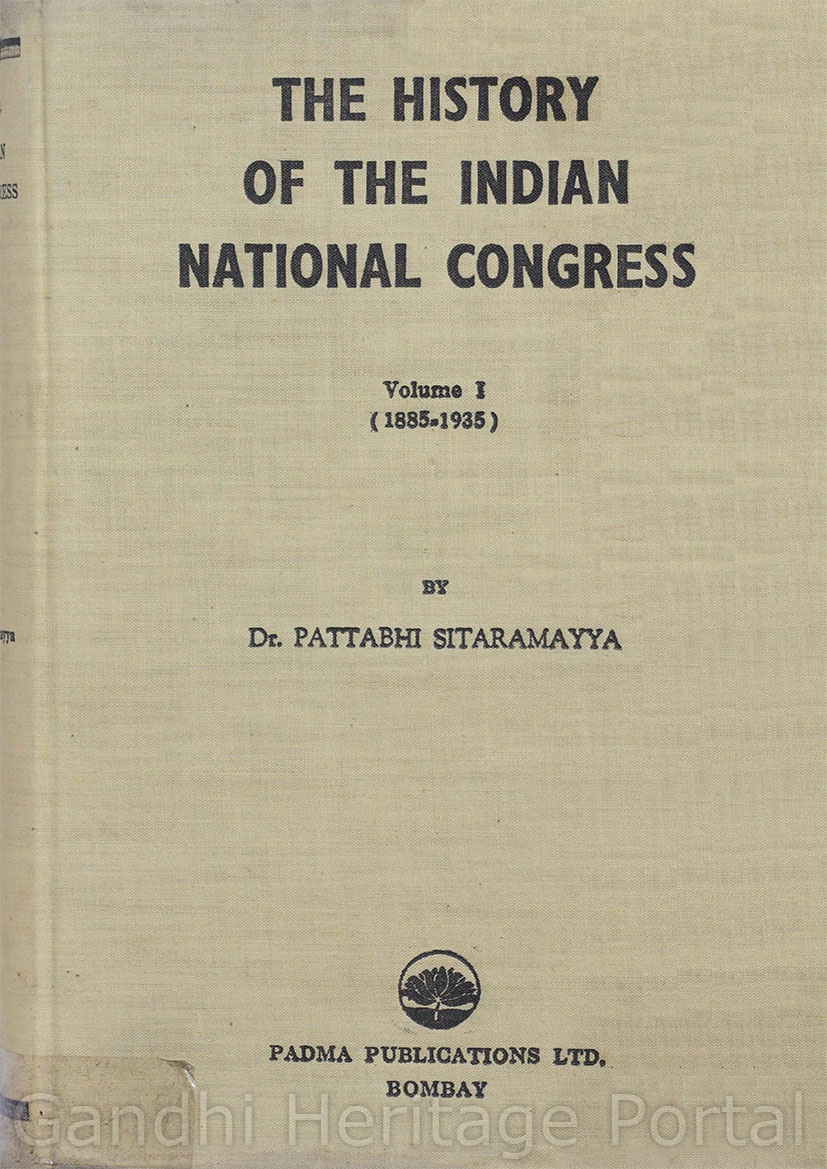 THE HISTORY
OF THE INDIAN
NATIONAL CONGRESS
Volume I
(1885-1935)
BY
Dr. PATTABHI SITARAMAYYA
PADMA PUBLICATIONS LTD.
BOMBAY
Gandhi Heritage Portal